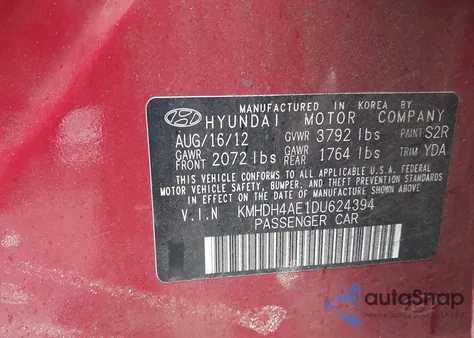 MANUFACTURED IN KOREA BY
HYUNDAI MOTOR COMPANY
AUG/16/12 GVWR 3792 lbs PAINT S2R
GAWR FRONT 2072 lbs GAWR REAR 1764 lbs TRIM YDA
THIS VEHICLE CONFORMS TO ALL APPLICABLE U.S.A. FEDERAL
MOTOR VEHICLE SAFETY, BUMPER, AND THEFT PREVENTION STANDARDS
IN EFFECT ON THE DATE OF MANUFACTURE SHOWN ABOVE.
V.I.N KMHDH4AE1DU624394
PASSENGER CAR
autoSnap